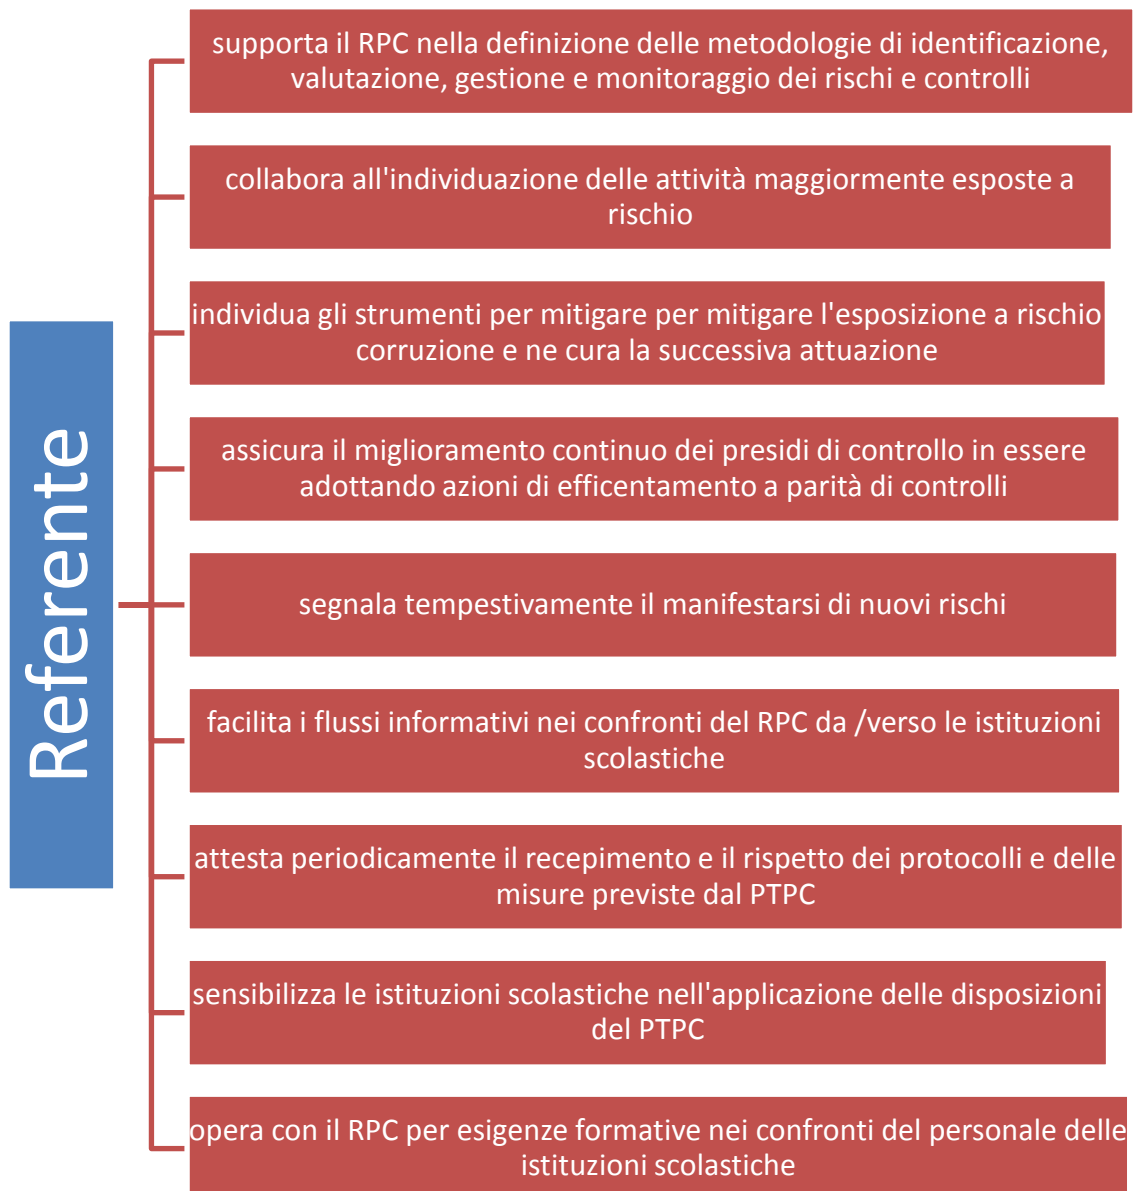 Referente
supporta il RPC nella definizione delle metodologie di identificazione,
valutazione, gestione e monitoraggio dei rischi e controlli
collabora all'individuazione delle attività maggiormente esposte a
rischio
individua gli strumenti per mitigare per mitigare l'esposizione a rischio
corruzione e ne cura la successiva attuazione
assicura il miglioramento continuo dei presidi di controllo in essere
adottando azioni di efficentamento a parità di controlli
segnala tempestivamente il manifestarsi di nuovi rischi
facilita i flussi informativi nei confronti del RPC da /verso le istituzioni
scolastiche
attesta periodicamente il recepimento e il rispetto dei protocolli e delle
misure previste dal PTPC
sensibilizza le istituzioni scolastiche nell'applicazione delle disposizioni
del PTPC
opera con il RPC per esigenze formative nei confronti del personale delle
istituzioni scolastiche